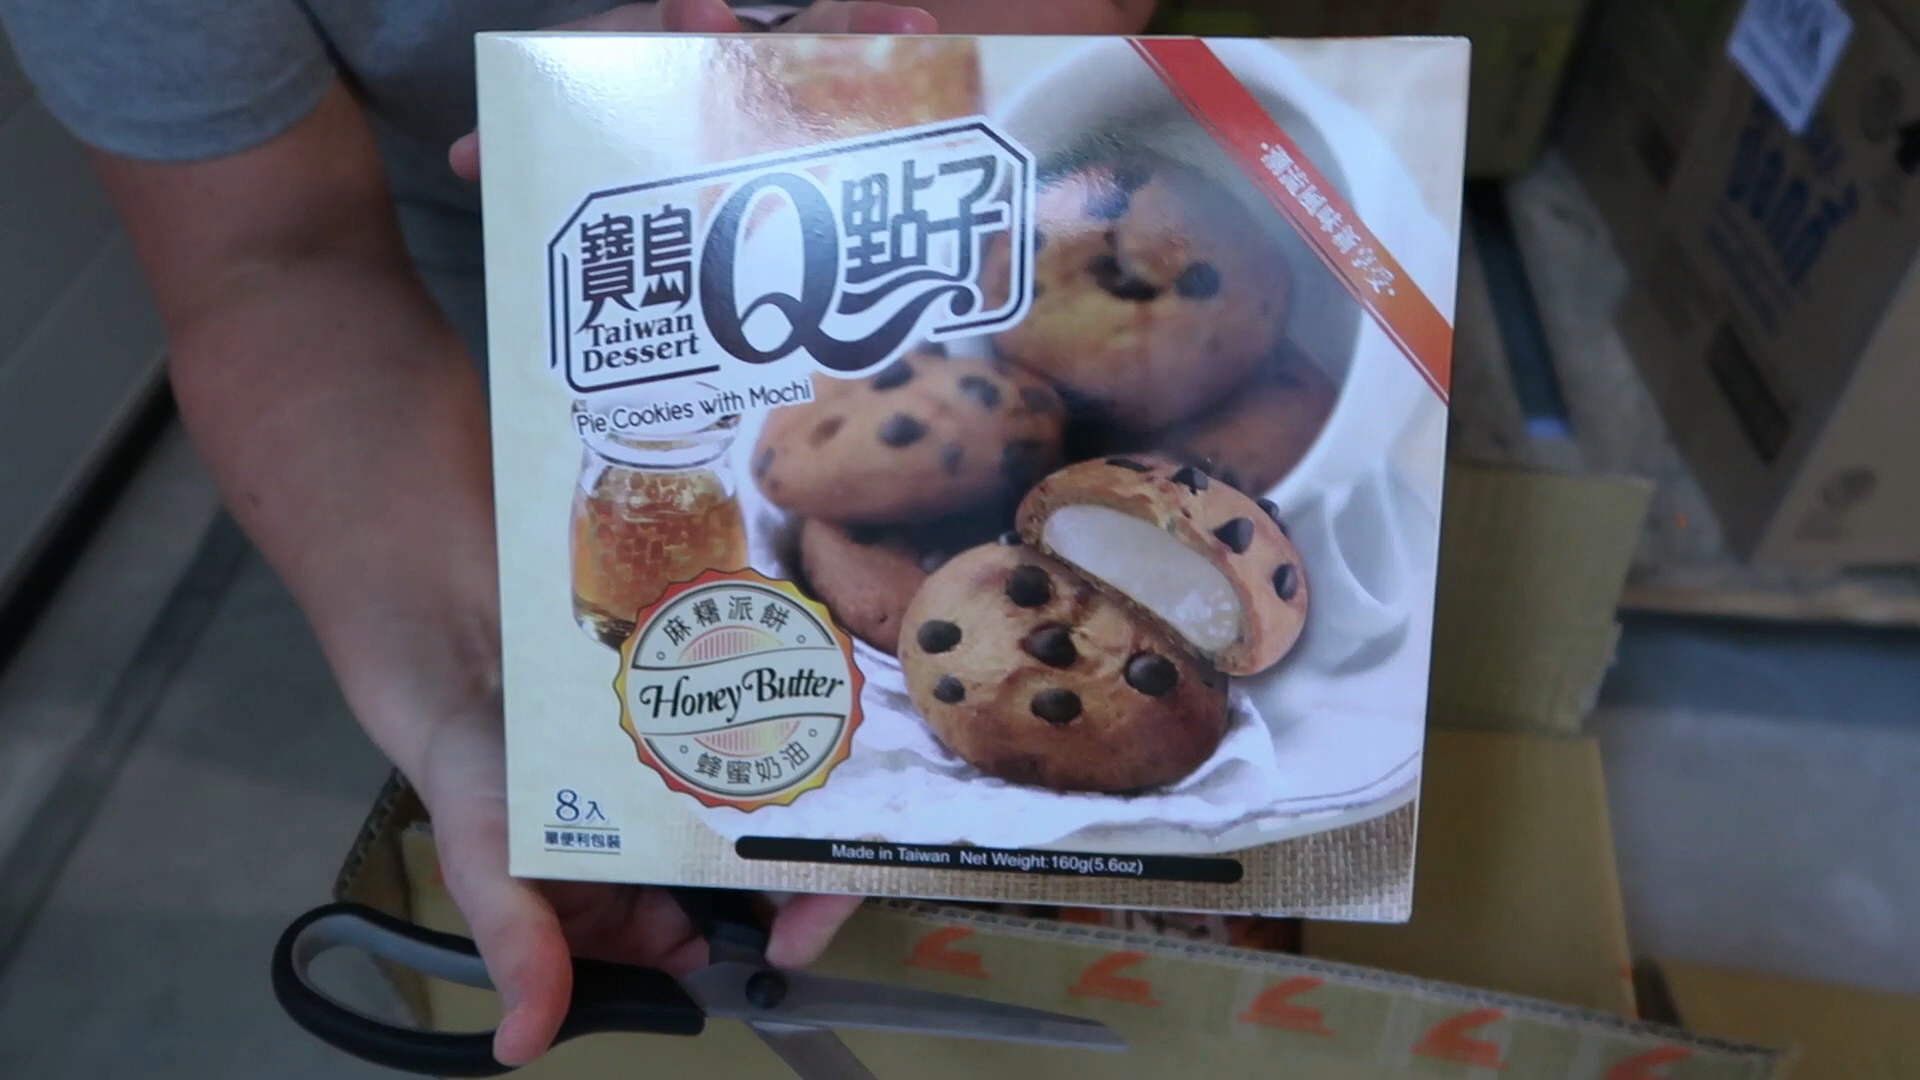 寶島Q點子
Taiwan
Dessert
Pie Cookies with Mochi
麻糬派餅
Honey Butter
蜂蜜奶油
8入
單便利包裝
Made in Taiwan Net Weight:160g(5.6oz)